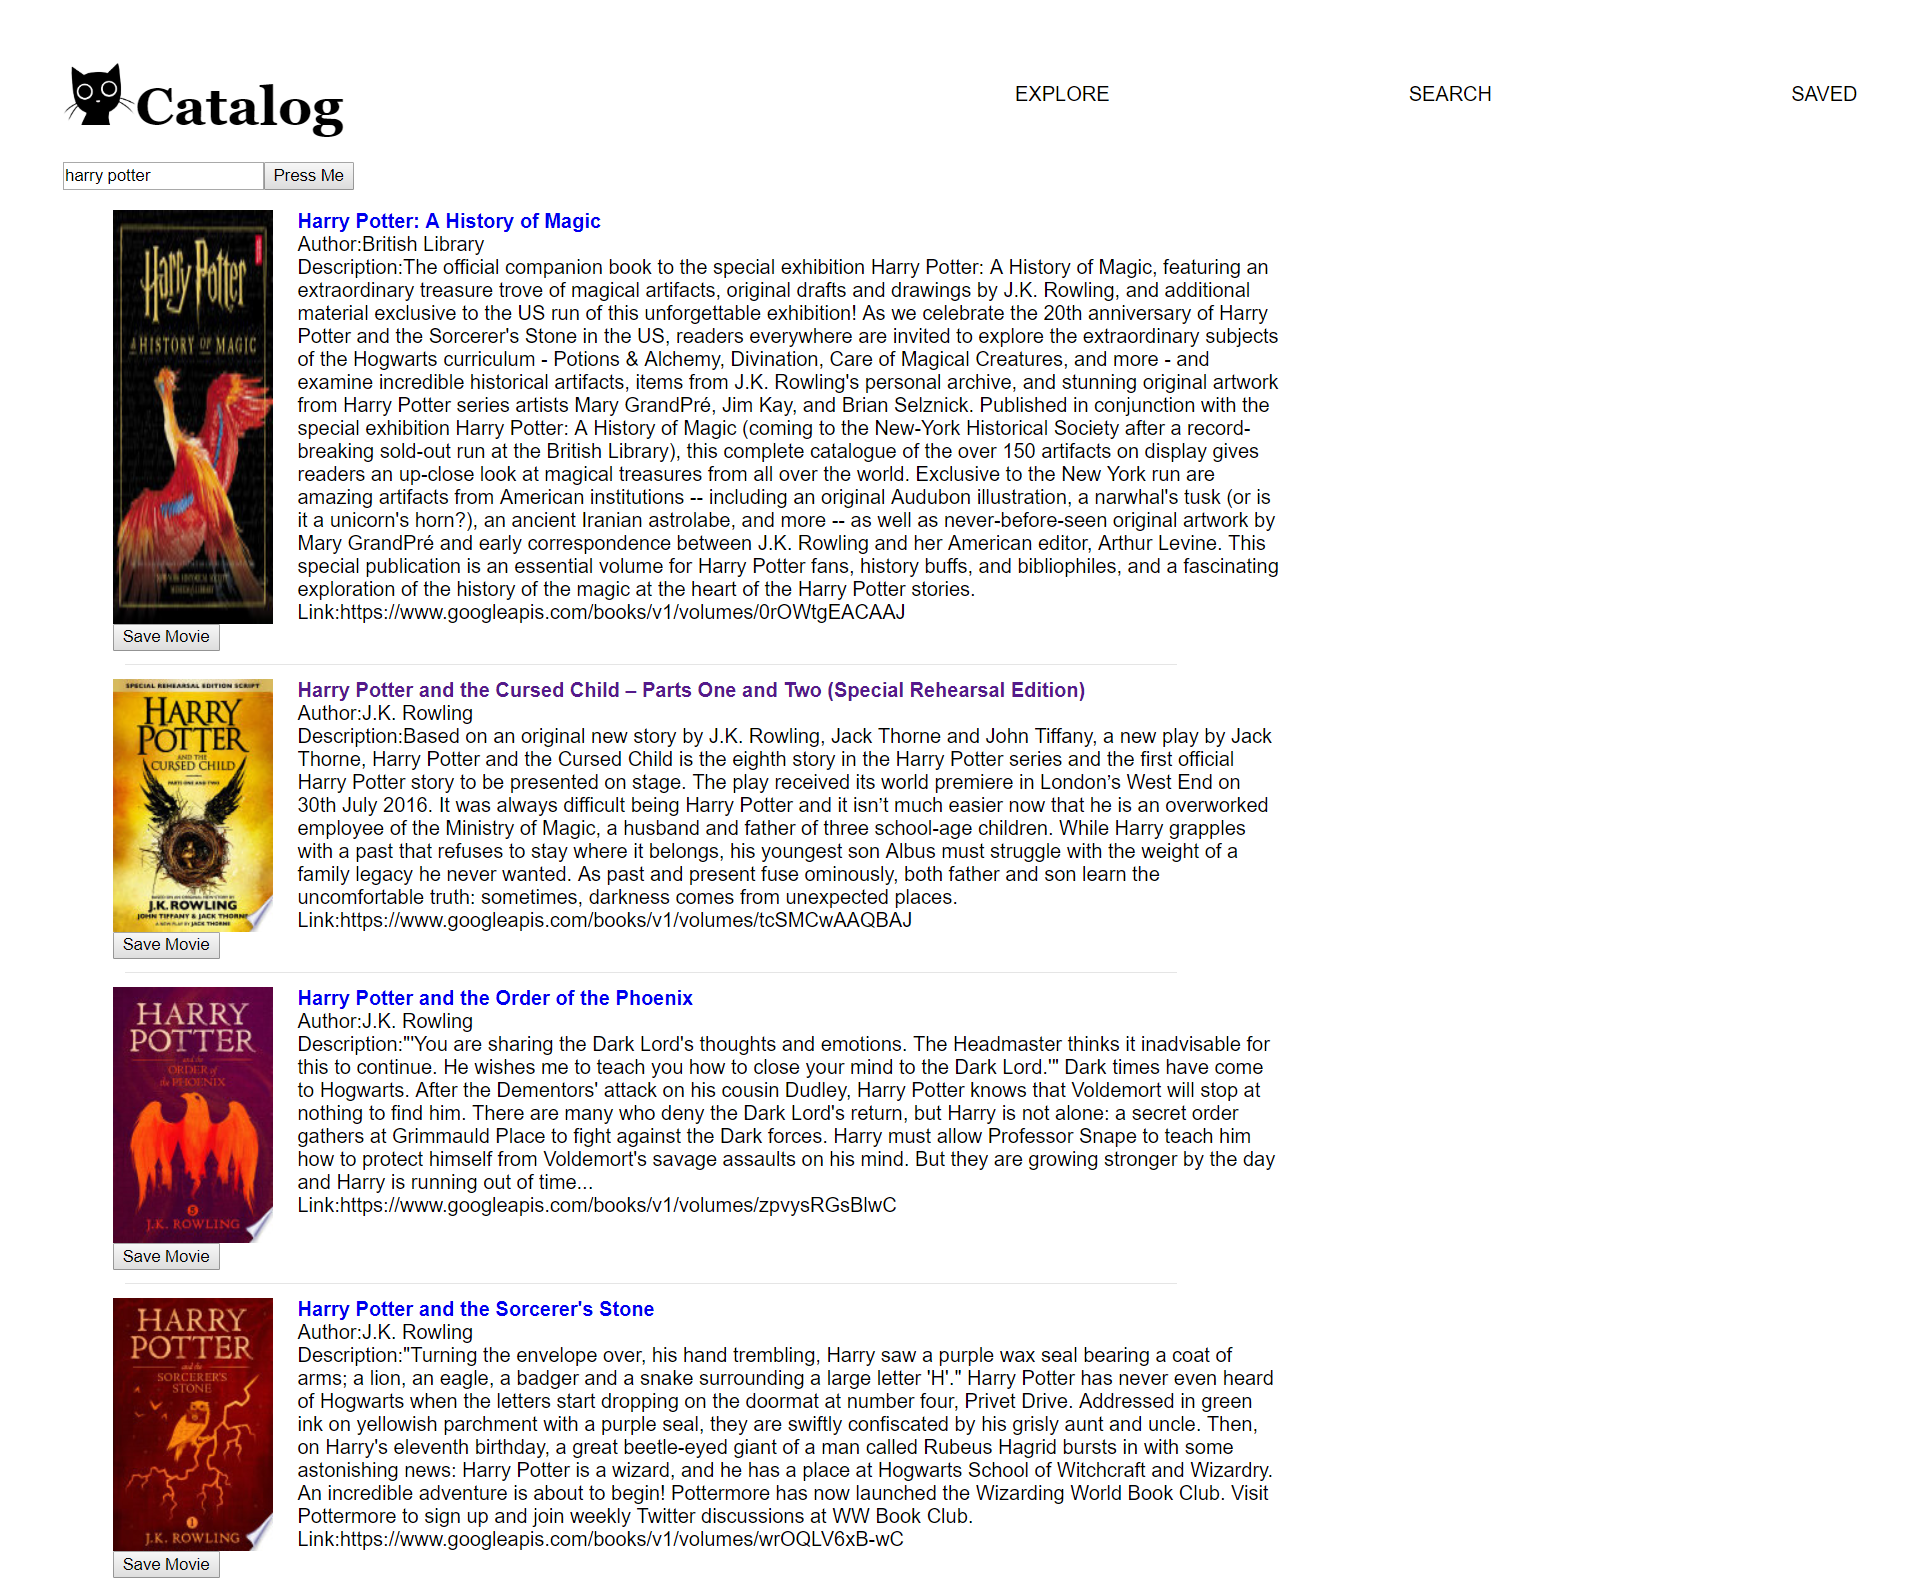 Catalog
EXPLORE
SEARCH
SAVED
harry potter
Press Me
Harry Potter
A HISTORY OF MAGIC
Harry Potter: A History of Magic
Author:British Library
Description:The official companion book to the special exhibition Harry Potter: A History of Magic, featuring an
extraordinary treasure trove of magical artifacts, original drafts and drawings by J.K. Rowling, and additional
material exclusive to the US run of this unforgettable exhibition! As we celebrate the 20th anniversary of Harry
Potter and the Sorcerer's Stone in the US, readers everywhere are invited to explore the extraordinary subjects
of the Hogwarts curriculum - Potions & Alchemy, Divination, Care of Magical Creatures, and more - and
examine incredible historical artifacts, items from J.K. Rowling's personal archive, and stunning original artwork
from Harry Potter series artists Mary GrandPré, Jim Kay, and Brian Selznick. Published in conjunction with the
special exhibition Harry Potter: A History of Magic (coming to the New-York Historical Society after a record-
breaking sold-out run at the British Library), this complete catalogue of the over 150 artifacts on display gives
readers an up-close look at magical treasures from all over the world. Exclusive to the New York run are
amazing artifacts from American institutions -- including an original Audubon illustration, a narwhal's tusk (or is
it a unicorn's horn?), an ancient Iranian astrolabe, and more -- as well as never-before-seen original artwork by
Mary GrandPré and early correspondence between J.K. Rowling and her American editor, Arthur Levine. This
special publication is an essential volume for Harry Potter fans, history buffs, and bibliophiles, and a fascinating
exploration of the history of the magic at the heart of the Harry Potter stories.
Link:https://www.googleapis.com/books/v1/volumes/0rOWtgEACAAJ
Save Movie
SPECIAL REHEARSAL EDITION SCRIPT
HARRY
POTTER
AND THE
CURSED CHILD
PARTS ONE AND TWO
BASED ON AN ORIGINAL NEW STORY BY
J.K. ROWLING
JOHN TIFFANY & JACK THORNE
A NEW PLAY BY JACK THORNE
Harry Potter and the Cursed Child – Parts One and Two (Special Rehearsal Edition)
Author:J.K. Rowling
Description:Based on an original new story by J.K. Rowling, Jack Thorne and John Tiffany, a new play by Jack
Thorne, Harry Potter and the Cursed Child is the eighth story in the Harry Potter series and the first official
Harry Potter story to be presented on stage. The play received its world premiere in London’s West End on
30th July 2016. It was always difficult being Harry Potter and it isn’t much easier now that he is an overworked
employee of the Ministry of Magic, a husband and father of three school-age children. While Harry grapples
with a past that refuses to stay where it belongs, his youngest son Albus must struggle with the weight of a
family legacy he never wanted. As past and present fuse ominously, both father and son learn the
uncomfortable truth: sometimes, darkness comes from unexpected places.
Link:https://www.googleapis.com/books/v1/volumes/tcSMCwAAQBAJ
Save Movie
HARRY
POTTER
and the
ORDER of
the PHOENIX
5
J.K. ROWLING
Harry Potter and the Order of the Phoenix
Author:J.K. Rowling
Description:"'You are sharing the Dark Lord's thoughts and emotions. The Headmaster thinks it inadvisable for
this to continue. He wishes me to teach you how to close your mind to the Dark Lord.'" Dark times have come
to Hogwarts. After the Dementors' attack on his cousin Dudley, Harry Potter knows that Voldemort will stop at
nothing to find him. There are many who deny the Dark Lord's return, but Harry is not alone: a secret order
gathers at Grimmauld Place to fight against the Dark forces. Harry must allow Professor Snape to teach him
how to protect himself from Voldemort's savage assaults on his mind. But they are growing stronger by the day
and Harry is running out of time...
Link:https://www.googleapis.com/books/v1/volumes/zpvysRGsBlwC
Save Movie
HARRY
POTTER
and the
SORCERER'S
STONE
1
J.K. ROWLING
Harry Potter and the Sorcerer's Stone
Author:J.K. Rowling
Description:"Turning the envelope over, his hand trembling, Harry saw a purple wax seal bearing a coat of
arms; a lion, an eagle, a badger and a snake surrounding a large letter 'H'." Harry Potter has never even heard
of Hogwarts when the letters start dropping on the doormat at number four, Privet Drive. Addressed in green
ink on yellowish parchment with a purple seal, they are swiftly confiscated by his grisly aunt and uncle. Then,
on Harry's eleventh birthday, a great beetle-eyed giant of a man called Rubeus Hagrid bursts in with some
astonishing news: Harry Potter is a wizard, and he has a place at Hogwarts School of Witchcraft and Wizardry.
An incredible adventure is about to begin! Pottermore has now launched the Wizarding World Book Club. Visit
Pottermore to sign up and join weekly Twitter discussions at WW Book Club.
Link:https://www.googleapis.com/books/v1/volumes/wrOQLV6xB-wC
Save Movie